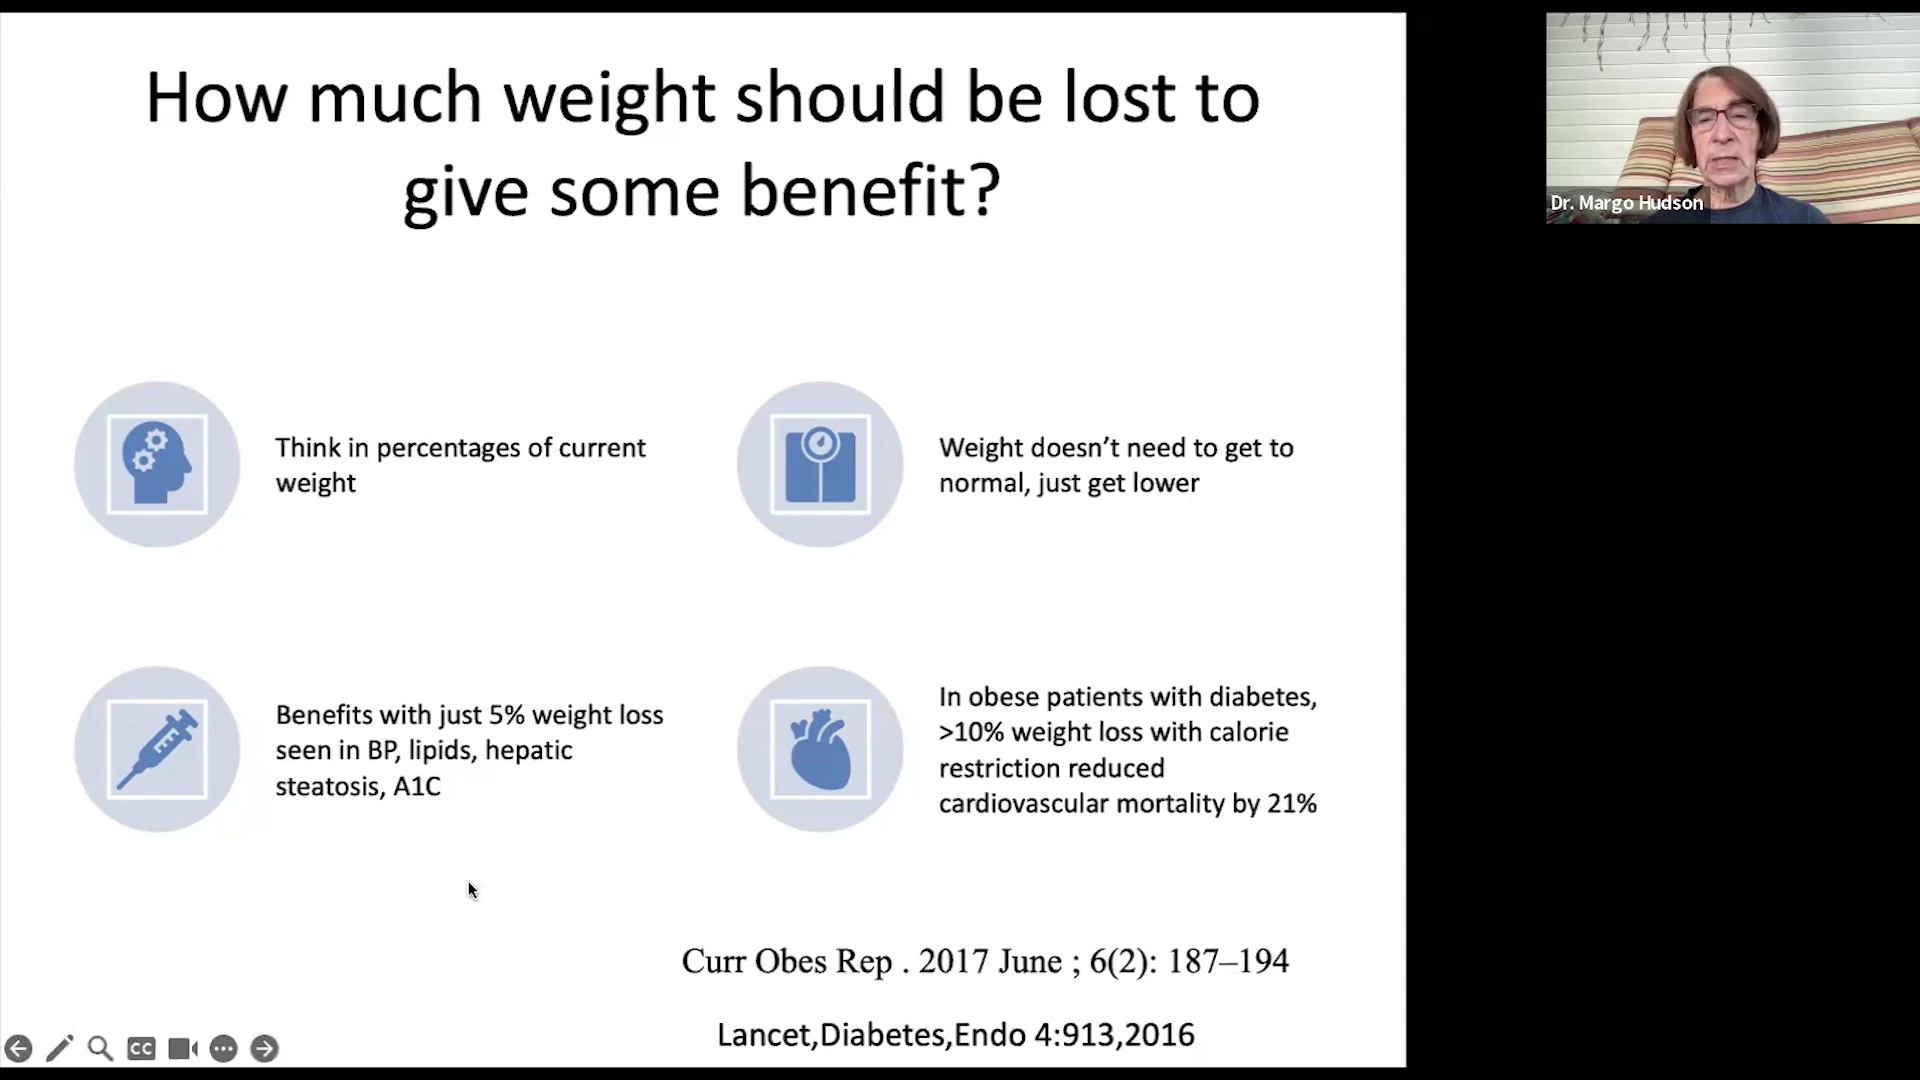 How much weight should be lost to
give some benefit?
Dr. Margo Hudson
Think in percentages of current
weight
Weight doesn’t need to get to
normal, just get lower
Benefits with just 5% weight loss
seen in BP, lipids, hepatic
steatosis, A1C
In obese patients with diabetes,
>10% weight loss with calorie
restriction reduced
cardiovascular mortality by 21%
Curr Obes Rep . 2017 June ; 6(2): 187–194
Lancet,Diabetes,Endo 4:913,2016
CC